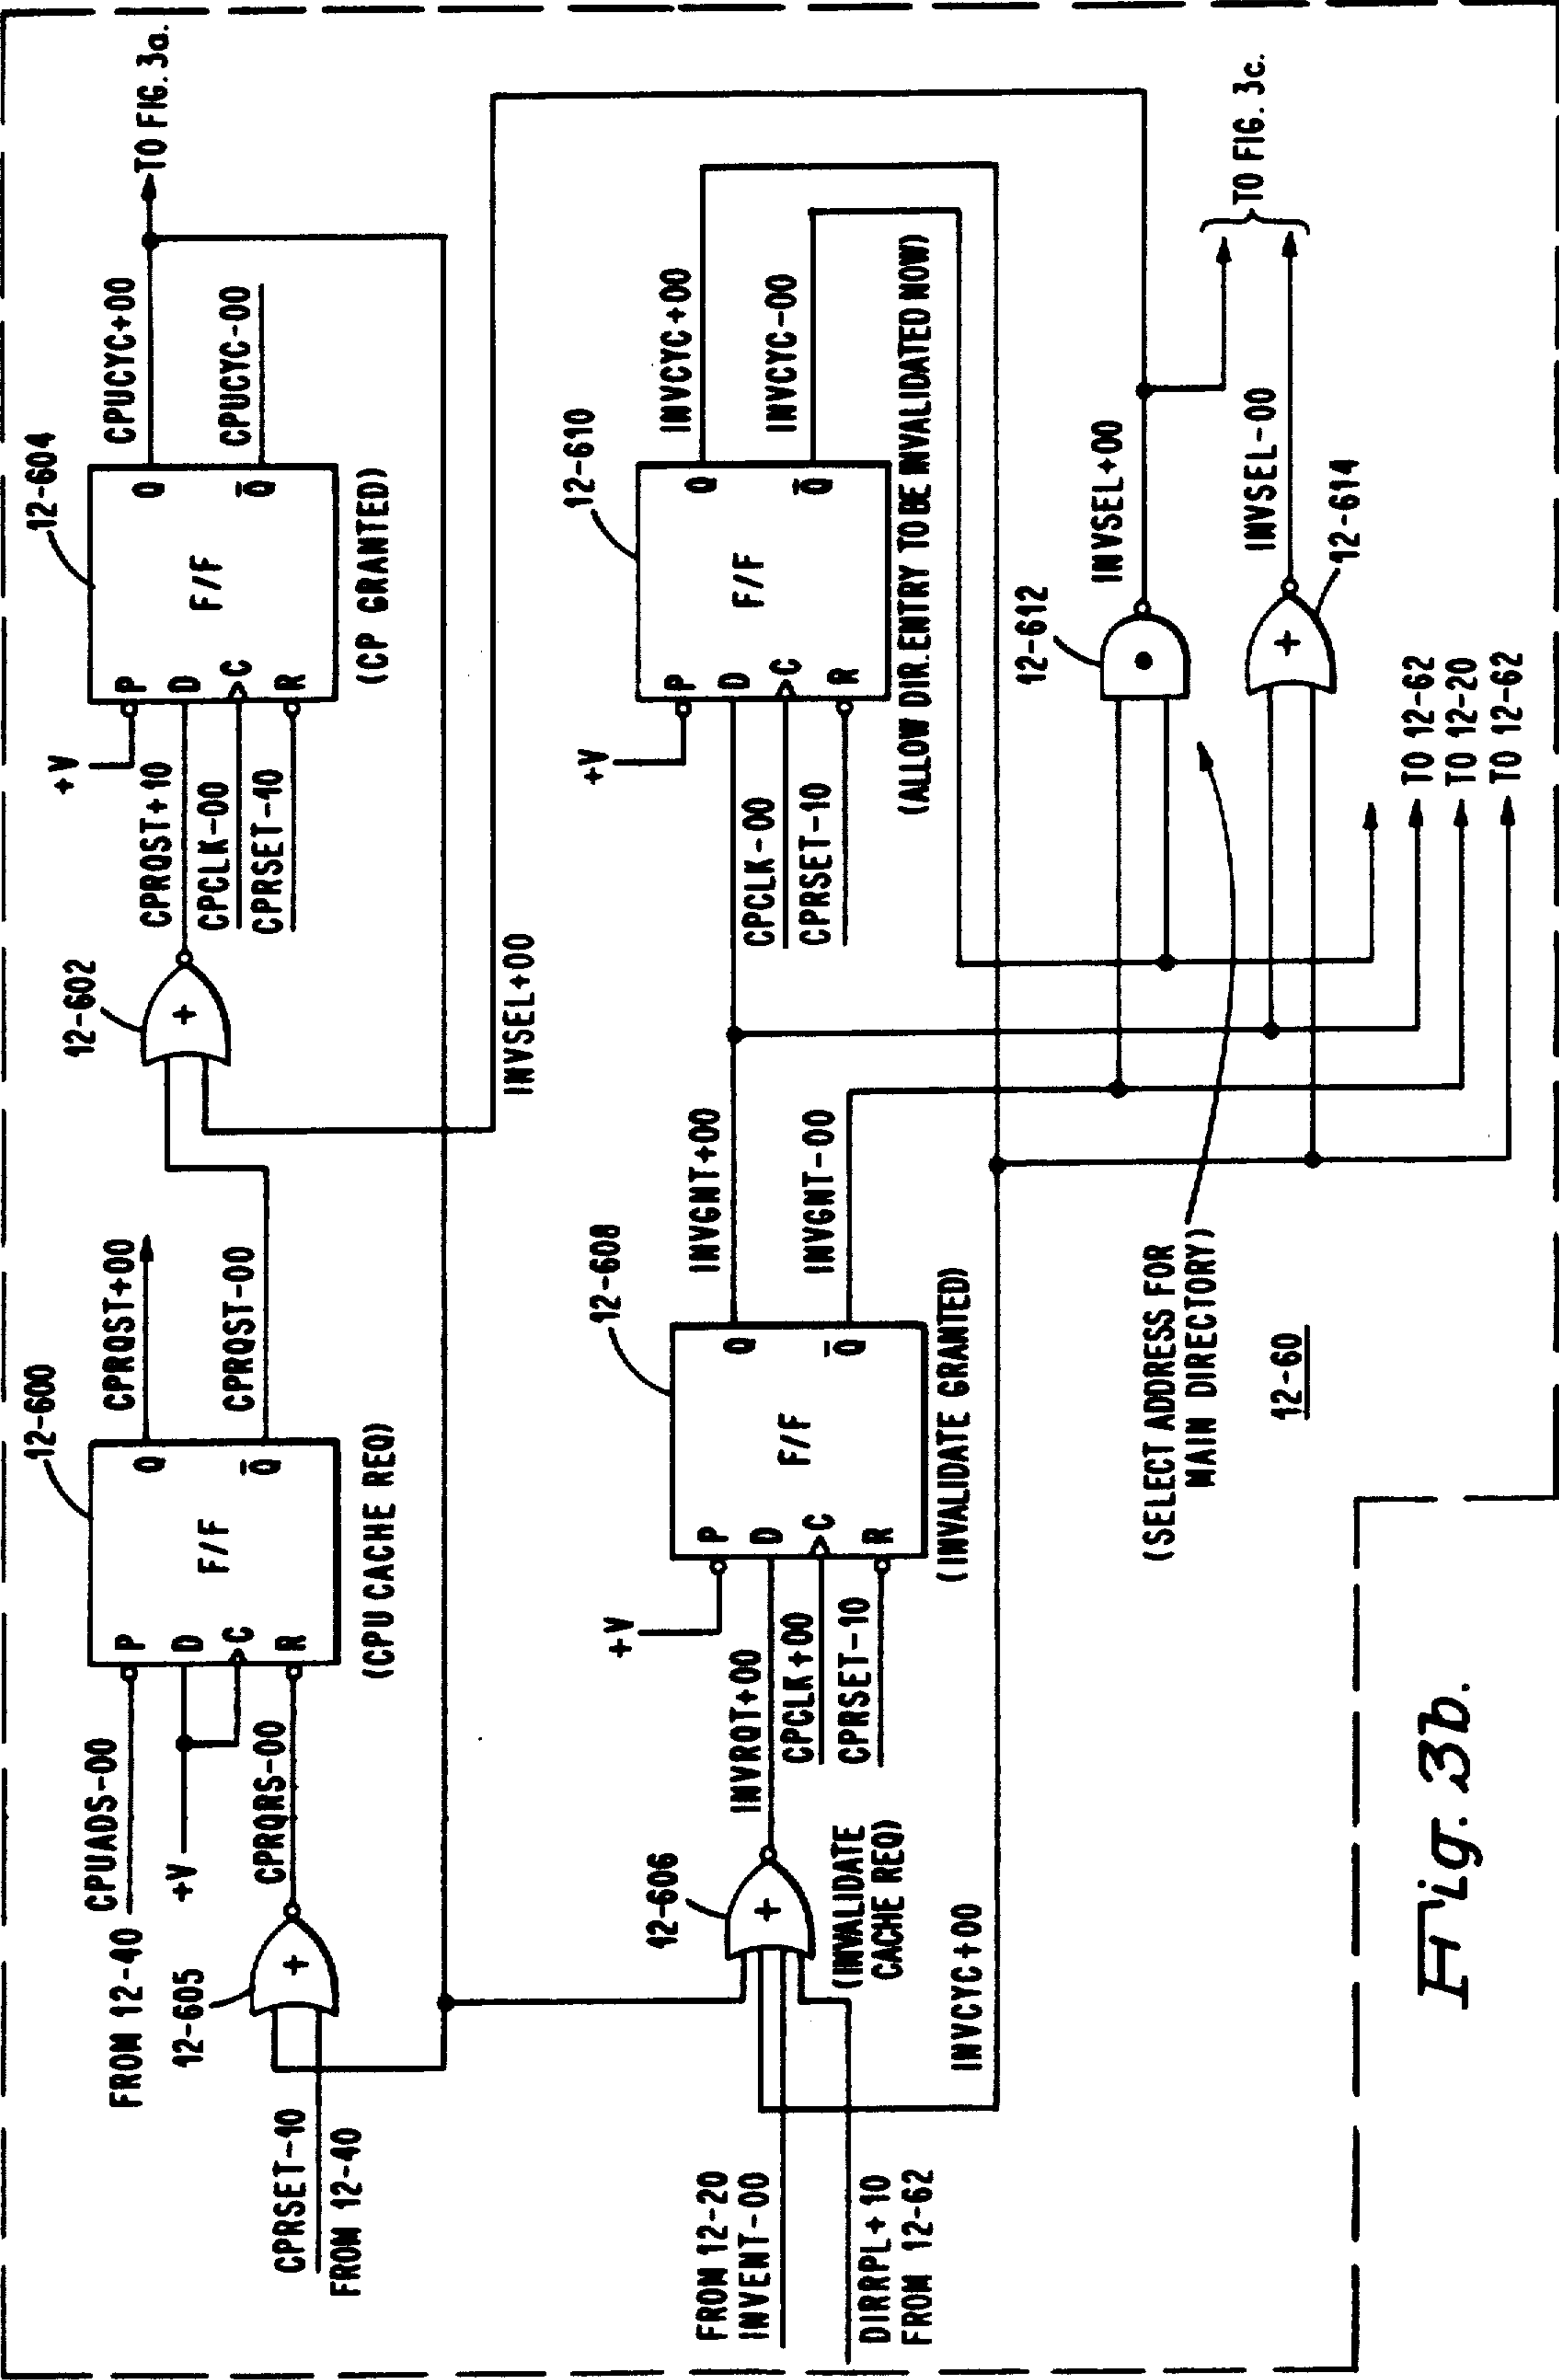 12-600
CPUADS-00
FROM 12-40
+V
P
D
C
R
F/F
Q
Q̅
CPRQST+00
CPRQST-00
(CPU CACHE REQ)
CPRQRS-00
12-605
+
CPRSET-10
FROM 12-40
12-602
+
CPRQST+10
CPCLK-00
CPRSET-10
+V
12-604
P
D
C
R
F/F
Q
Q̅
CPUCYC+00
CPUCYC-00
TO FIG. 3a.
(CP GRANTED)
INVSEL+00
FROM 12-20
INVENT-00
DIRRPL+10
FROM 12-62
12-606
+
(INVALIDATE
CACHE REQ)
INVCYC+00
INVRQT+00
CPCLK+00
CPRSET-10
+V
12-608
P
D
C
R
F/F
Q
Q̅
(INVALIDATE GRANTED)
INVGNT+00
INVGNT-00
+V
CPCLK-00
CPRSET-10
12-610
P
D
C
R
F/F
Q
Q̅
INVCYC+00
INVCYC-00
(ALLOW DIR. ENTRY TO BE INVALIDATED NOW)
12-612
INVSEL+00
TO FIG. 3c.
INVSEL-00
+
12-614
(SELECT ADDRESS FOR
MAIN DIRECTORY)
TO 12-62
TO 12-20
TO 12-62
12-60
Fig. 3b.